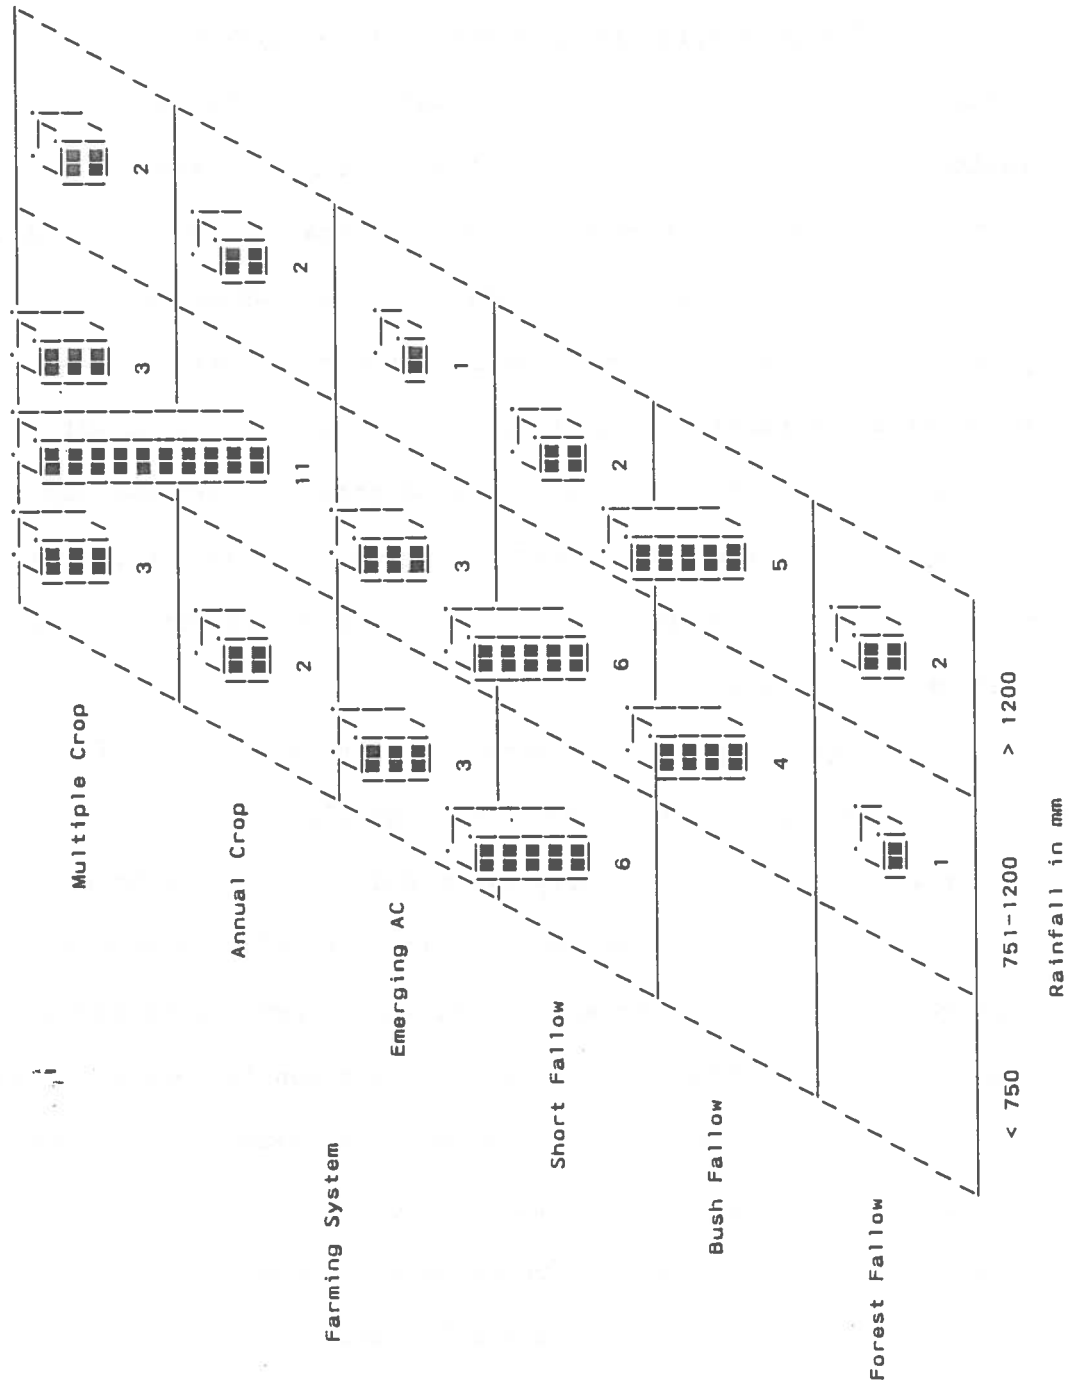 Multiple Crop
3 3 2
Annual Crop
2 11 2
Farming System
Emerging AC
3 3 1
Short Fallow
6 6 2
Bush Fallow
4 5
Forest Fallow
1 2
< 750 751-1200 > 1200
Rainfall in mm